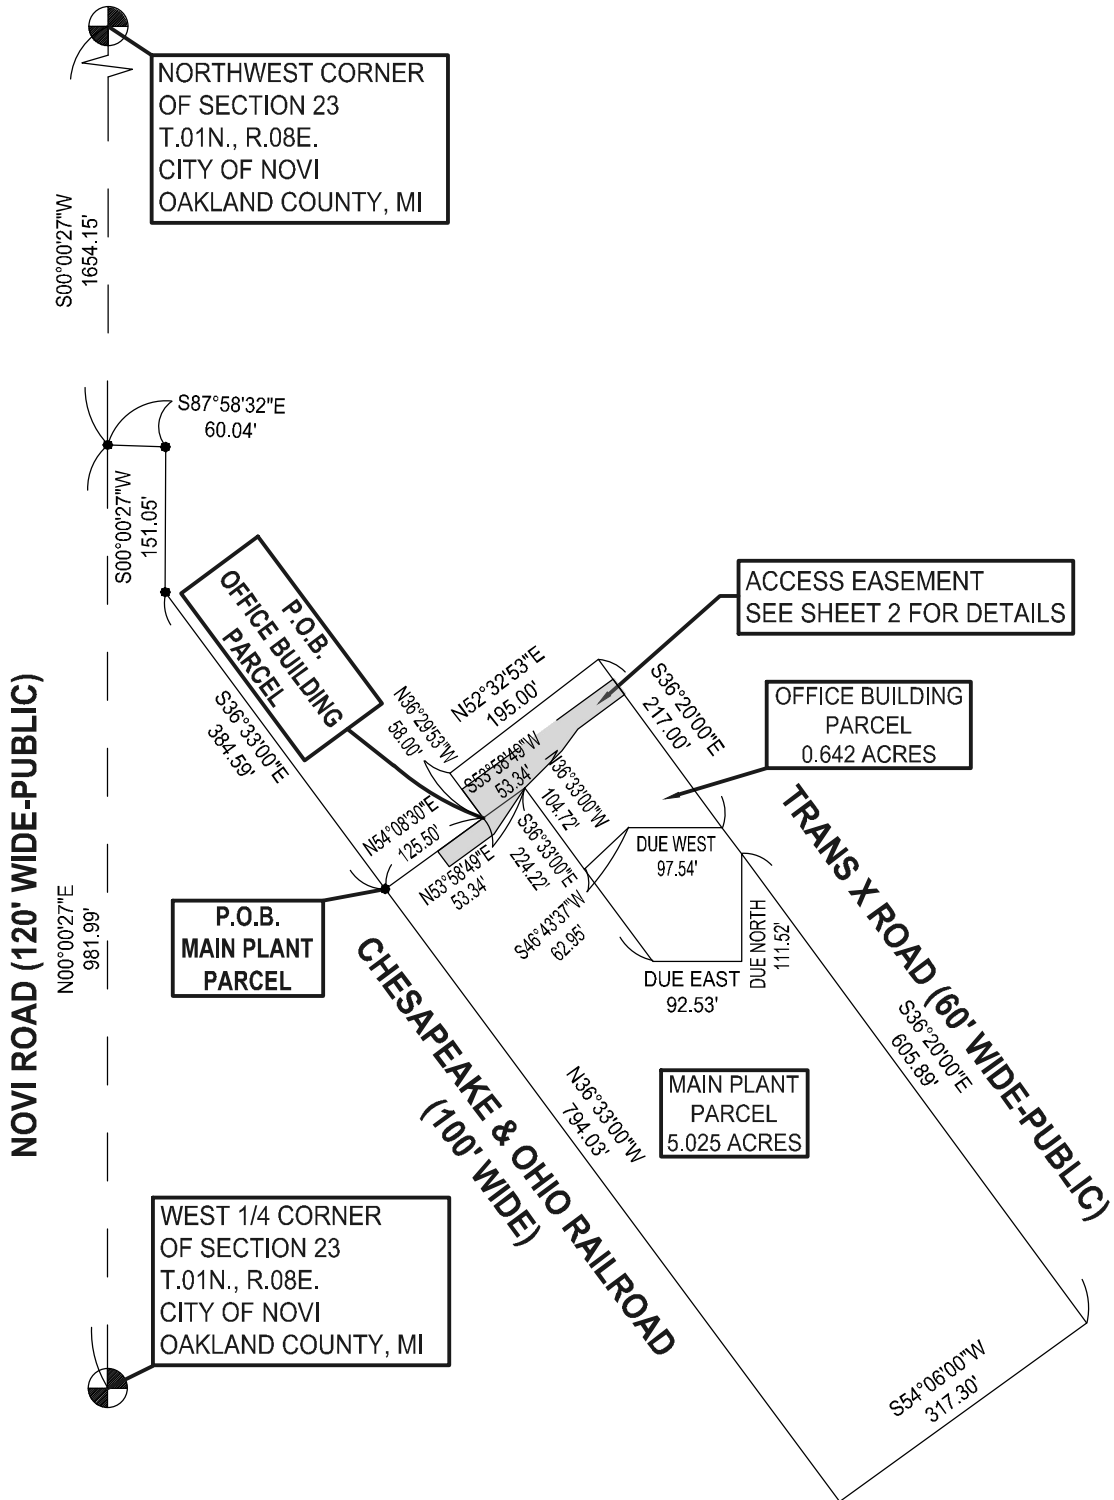 NORTHWEST CORNER
OF SECTION 23
T.01N., R.08E.
CITY OF NOVI
OAKLAND COUNTY, MI
S00°00'27"W
1654.15'
S87°58'32"E
60.04'
S00°00'27"W
151.05'
P.O.B.
OFFICE BUILDING
PARCEL
ACCESS EASEMENT
SEE SHEET 2 FOR DETAILS
S36°33'00"E
384.59'
N36°29'53"W
58.00'
N52°32'53"E
195.00'
S36°20'00"E
217.00'
OFFICE BUILDING
PARCEL
0.642 ACRES
S53°58'49"W
53.34'
N36°33'00"W
104.72'
N54°08'30"E
125.50'
N53°58'49"E
53.34'
S36°33'00"E
224.22'
DUE WEST
97.54'
S46°43'37"W
62.95'
DUE EAST
92.53'
DUE NORTH
111.52'
TRANS X ROAD (60' WIDE-PUBLIC)
S36°20'00"E
605.89'
NOVI ROAD (120' WIDE-PUBLIC)
N00°00'27"E
981.99'
P.O.B.
MAIN PLANT
PARCEL
CHESAPEAKE & OHIO RAILROAD
(100' WIDE)
N36°33'00"W
794.03'
MAIN PLANT
PARCEL
5.025 ACRES
WEST 1/4 CORNER
OF SECTION 23
T.01N., R.08E.
CITY OF NOVI
OAKLAND COUNTY, MI
S54°06'00"W
317.30'